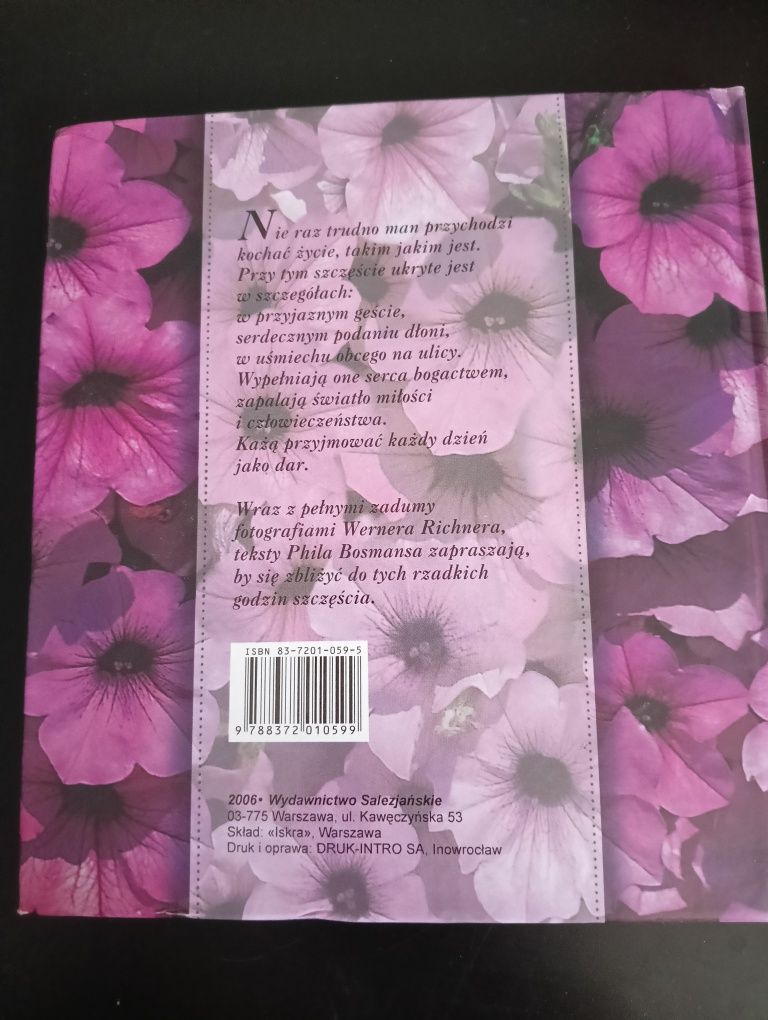 Nie raz trudno man przychodzi
kochać życie, takim jakim jest.
Przy tym szczęście ukryte jest
w szczegółach:
w przyjaznym geście,
serdecznym podaniu dłoni,
w uśmiechu obcego na ulicy.
Wypełniają one serca bogactwem,
zapalają światło miłości
i człowieczeństwa.
Każą przyjmować każdy dzień
jako dar.
Wraz z pełnymi zadumy
fotografiami Wernera Richnera,
teksty Phila Bosmansa zapraszają,
by się zbliżyć do tych rzadkich
godzin szczęścia.
ISBN 83-7201-059-5
9 788372 010599
2006• Wydawnictwo Salezjańskie
03-775 Warszawa, ul. Kawęczyńska 53
Skład: «Iskra», Warszawa
Druk i oprawa: DRUK-INTRO SA, Inowrocław